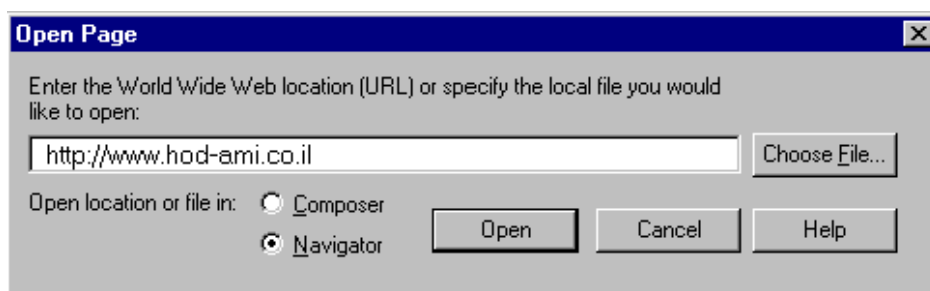 Open Page
Enter the World Wide Web location (URL) or specify the local file you would
like to open:
http://www.hod-ami.co.il
Choose File...
Open location or file in:
Composer
Navigator
Open
Cancel
Help